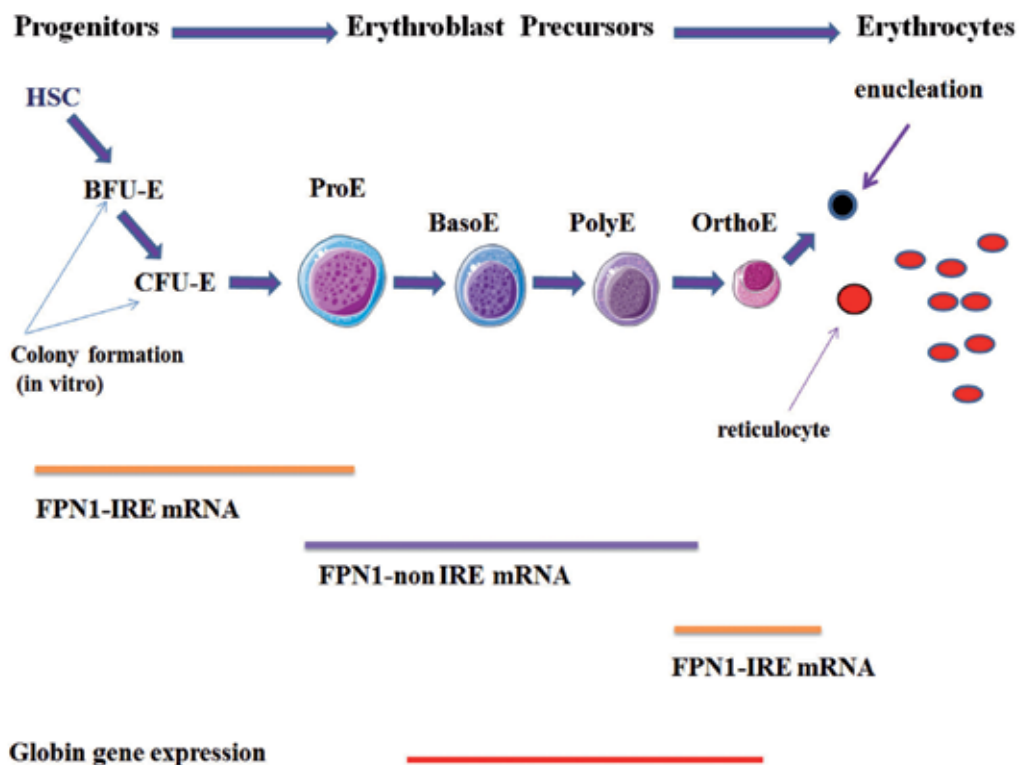 Progenitors Erythroblast Precursors Erythrocytes
HSC
enucleation
BFU-E
ProE
BasoE
PolyE
OrthoE
CFU-E
Colony formation
(in vitro)
reticulocyte
FPN1-IRE mRNA
FPN1-non IRE mRNA
FPN1-IRE mRNA
Globin gene expression